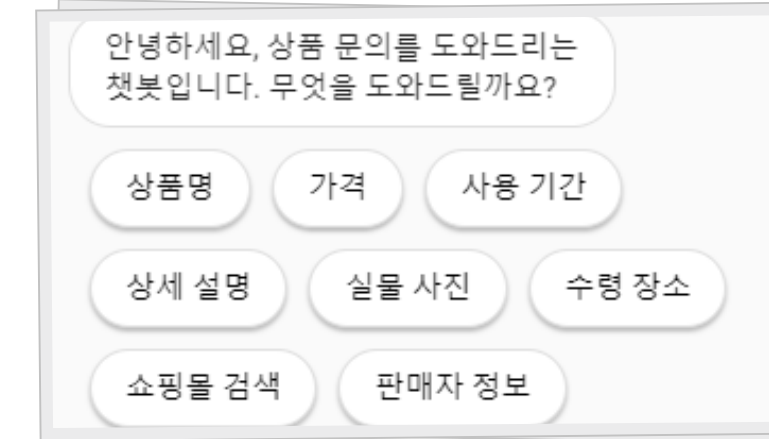 안녕하세요, 상품 문의를 도와드리는
챗봇입니다. 무엇을 도와드릴까요?
상품명 가격 사용 기간
상세 설명 실물 사진 수령 장소
쇼핑몰 검색 판매자 정보